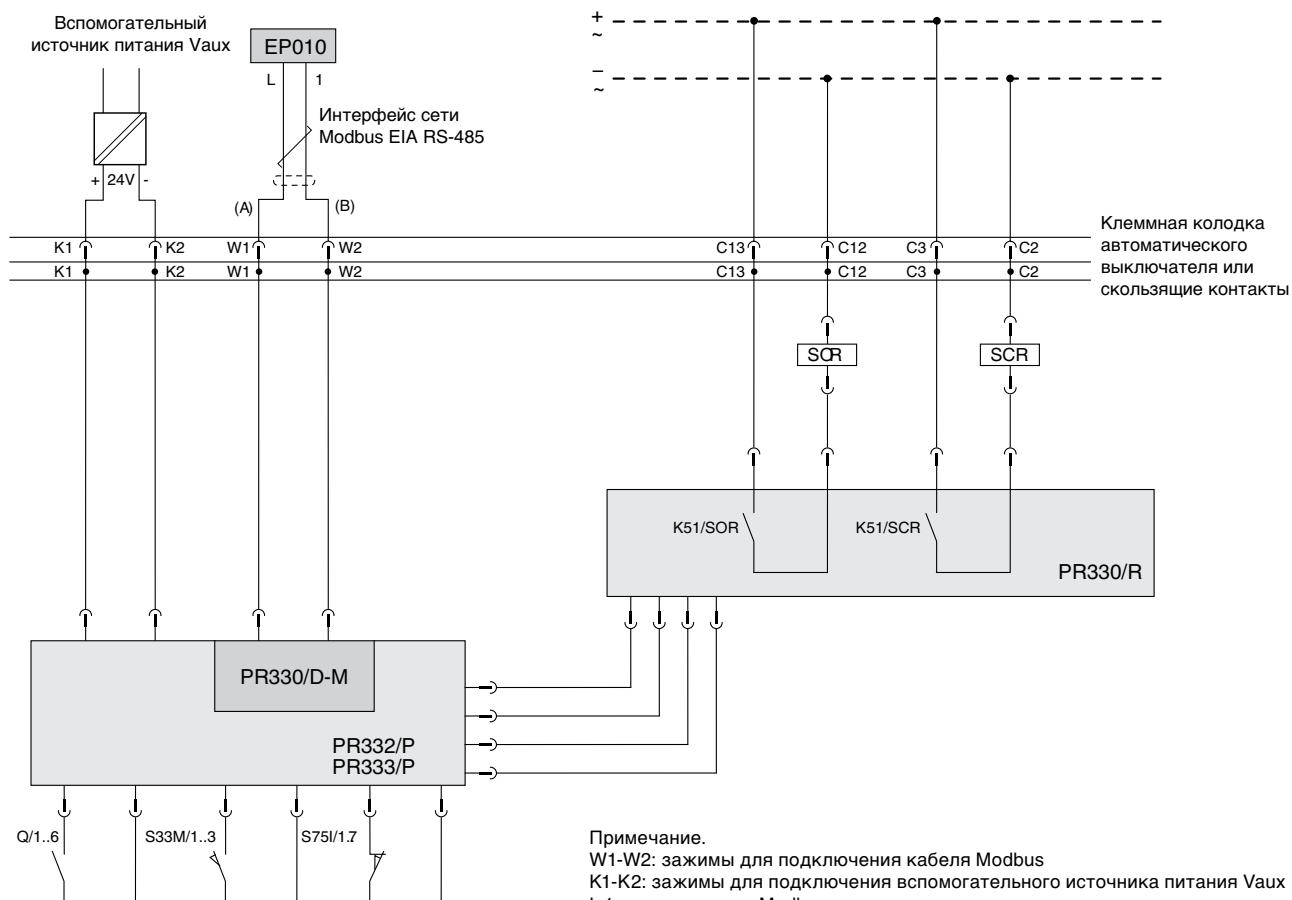 Вспомогательный
источник питания Vaux
EP010
L 1
Интерфейс сети
Modbus EIA RS-485
+ 24V -
(A) (B)
+
~
–
~
K1 K2 W1 W2 C13 C12 C3 C2
K1 K2 W1 W2 C13 C12 C3 C2
Клеммная колодка
автоматического
выключателя или
скользящие контакты
SOR SCR
K51/SOR K51/SCR
PR330/R
PR330/D-M
PR332/P
PR333/P
Q/1..6 S33M/1..3 S75I/1.7
Примечание.
W1-W2: зажимы для подключения кабеля Modbus
K1-K2: зажимы для подключения вспомогательного источника питания Vaux